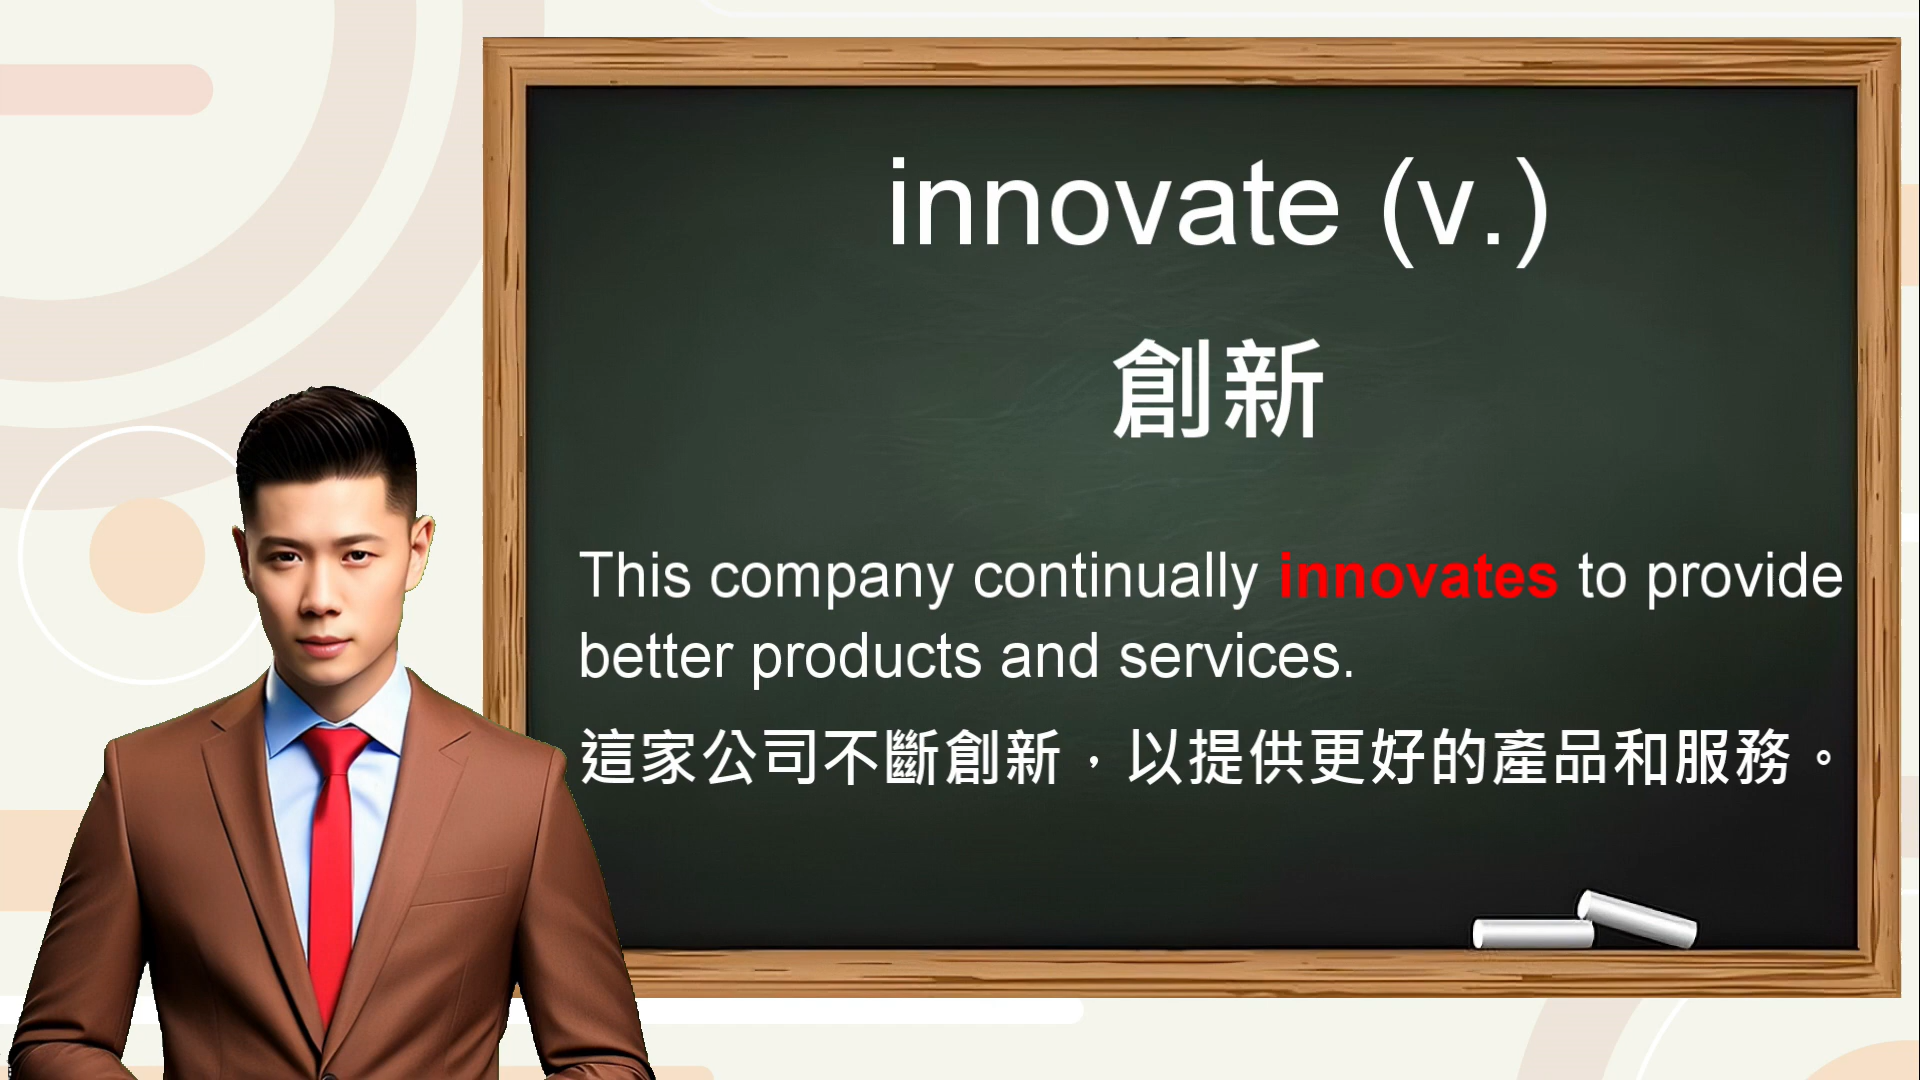 innovate (v.)
創新
This company continually innovates to provide
better products and services.
這家公司不斷創新，以提供更好的產品和服務。